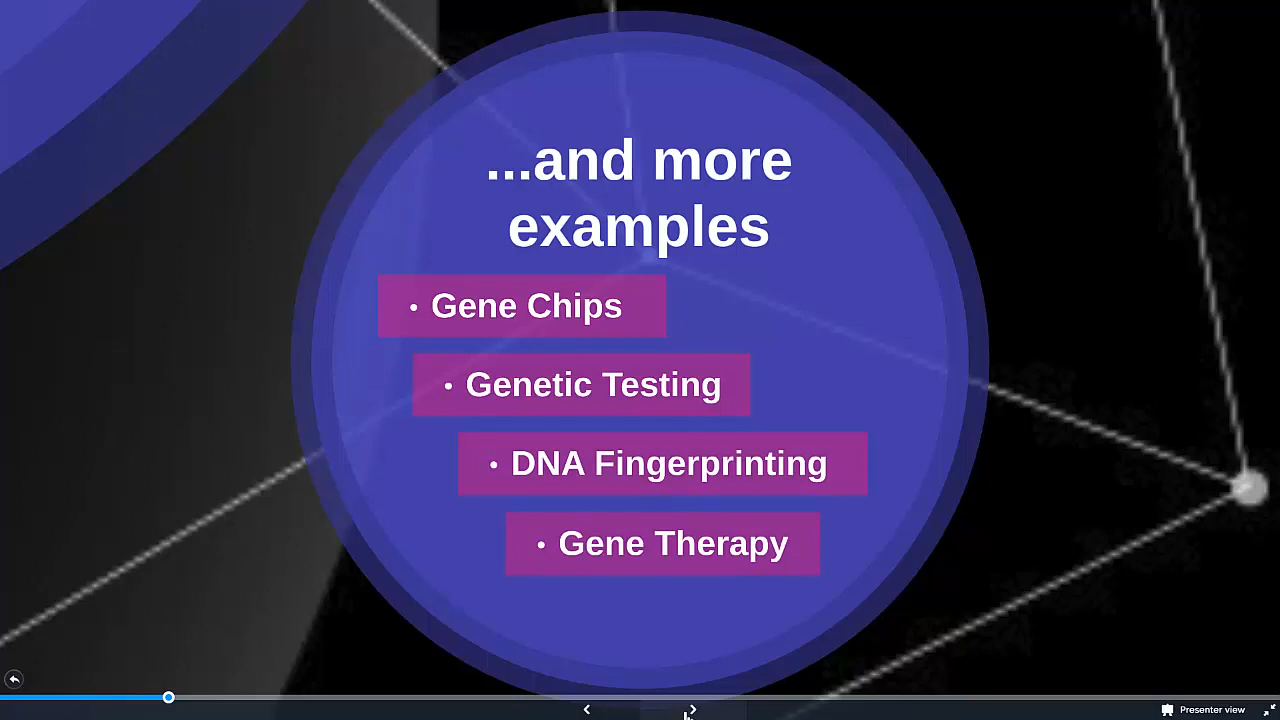 ...and more
examples
• Gene Chips
• Genetic Testing
• DNA Fingerprinting
• Gene Therapy
Presenter view